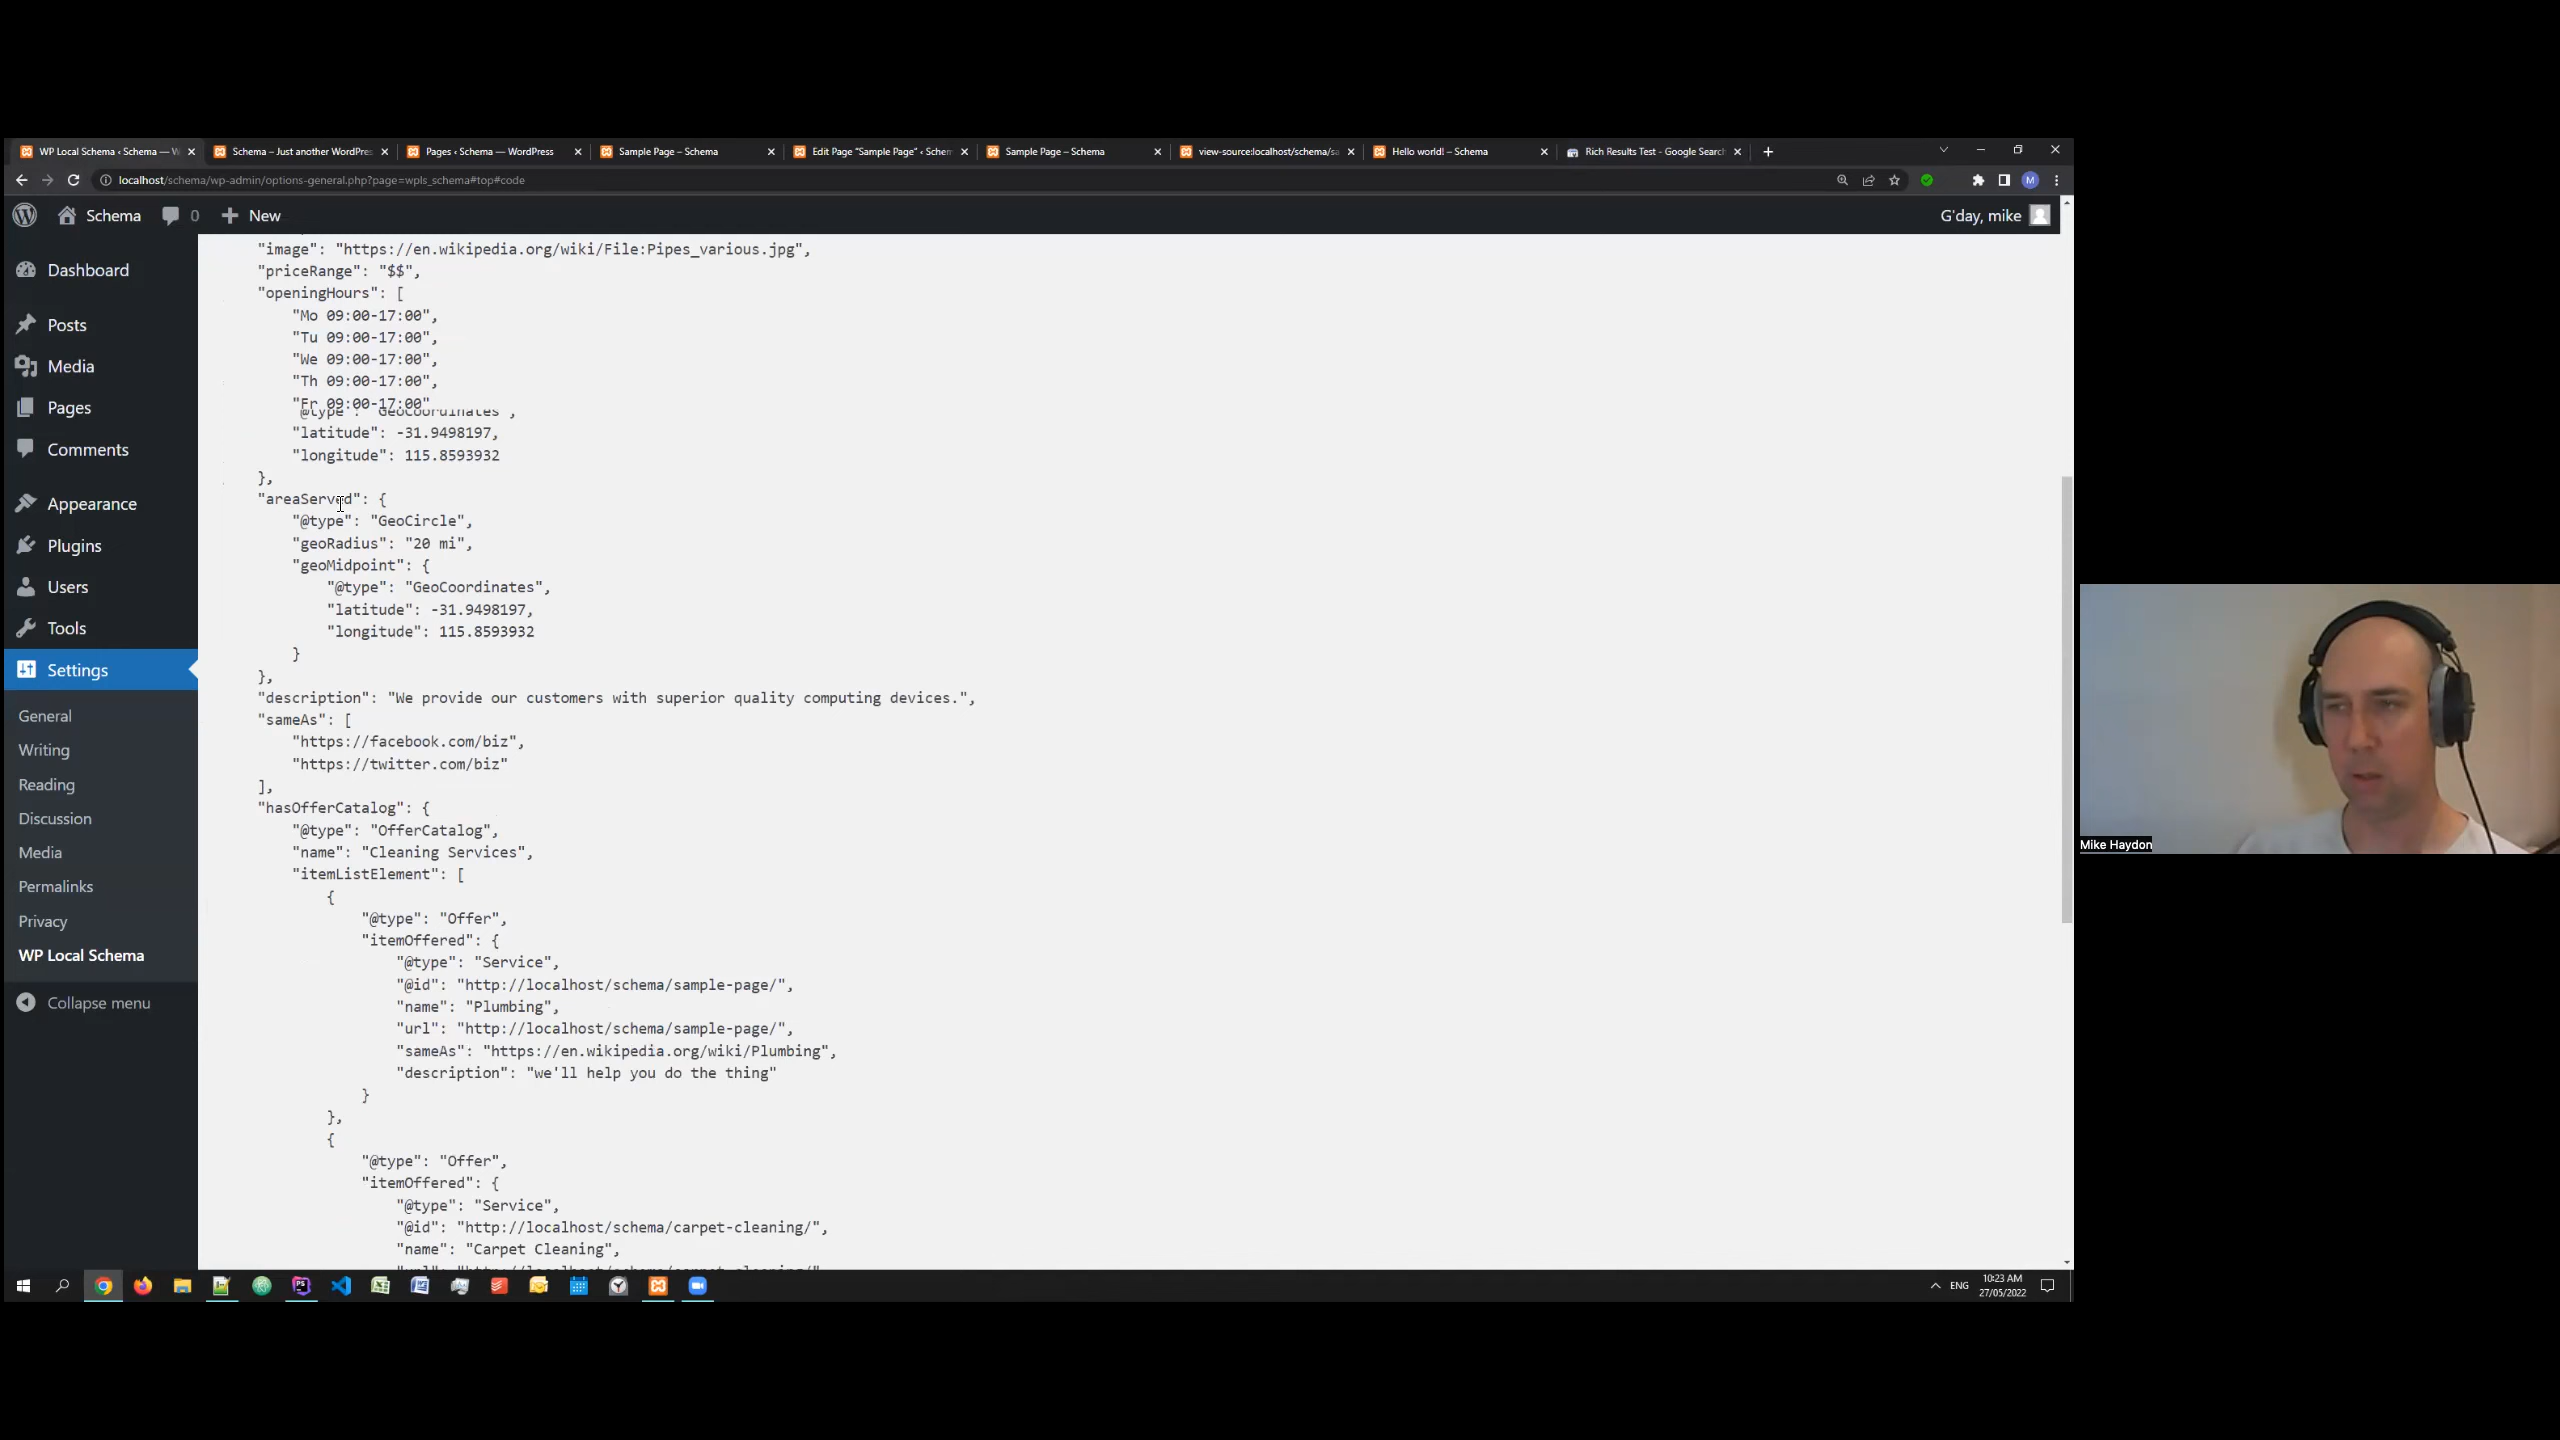 WP Local Schema ‹ Schema — W
Schema – Just another WordPres
Pages ‹ Schema — WordPress
Sample Page – Schema
Edit Page "Sample Page" ‹ Schem
Sample Page – Schema
view-source:localhost/schema/sa
Hello world! – Schema
Rich Results Test - Google Search
localhost/schema/wp-admin/options-general.php?page=wpls_schema#top#code
M
Schema
0
New
G'day, mike
Dashboard
Posts
Media
Pages
Comments
Appearance
Plugins
Users
Tools
Settings
General
Writing
Reading
Discussion
Media
Permalinks
Privacy
WP Local Schema
Collapse menu
"image": "https://en.wikipedia.org/wiki/File:Pipes_various.jpg",
"priceRange": "$$",
"openingHours": [
"Mo 09:00-17:00",
"Tu 09:00-17:00",
"We 09:00-17:00",
"Th 09:00-17:00",
"Fr 09:00-17:00"
"@type": "GeoCoordinates",
"latitude": -31.9498197,
"longitude": 115.8593932
},
"areaServed": {
"@type": "GeoCircle",
"geoRadius": "20 mi",
"geoMidpoint": {
"@type": "GeoCoordinates",
"latitude": -31.9498197,
"longitude": 115.8593932
}
},
"description": "We provide our customers with superior quality computing devices.",
"sameAs": [
"https://facebook.com/biz",
"https://twitter.com/biz"
],
"hasOfferCatalog": {
"@type": "OfferCatalog",
"name": "Cleaning Services",
"itemListElement": [
{
"@type": "Offer",
"itemOffered": {
"@type": "Service",
"@id": "http://localhost/schema/sample-page/",
"name": "Plumbing",
"url": "http://localhost/schema/sample-page/",
"sameAs": "https://en.wikipedia.org/wiki/Plumbing",
"description": "we'll help you do the thing"
}
},
{
"@type": "Offer",
"itemOffered": {
"@type": "Service",
"@id": "http://localhost/schema/carpet-cleaning/",
"name": "Carpet Cleaning",
Mike Haydon
ENG
10:23 AM
27/05/2022